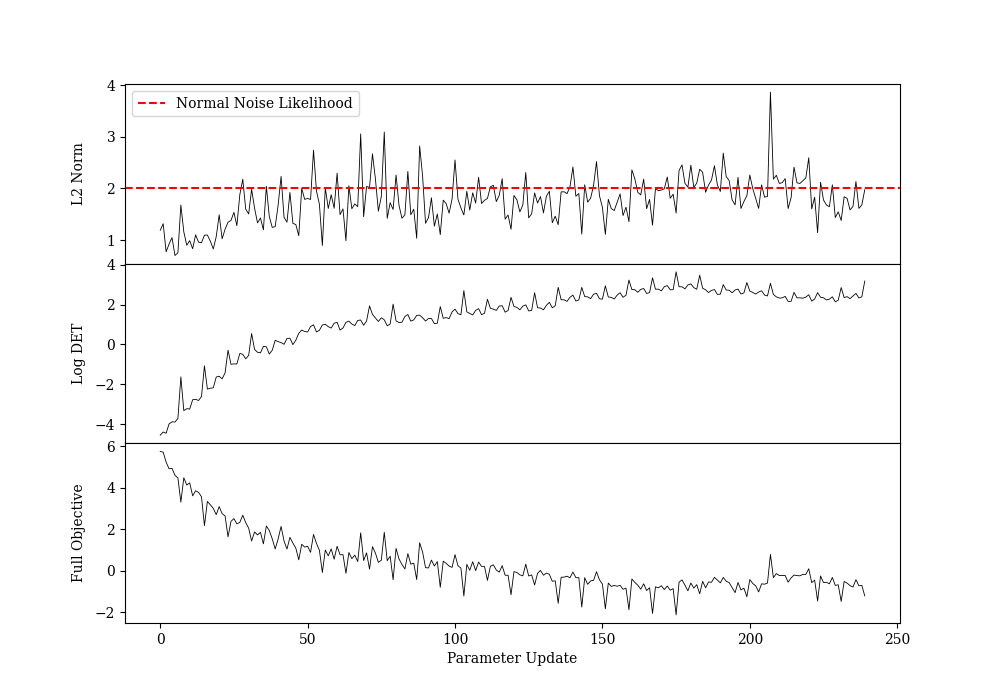 4
Normal Noise Likelihood
3
L2 Norm
2
1
4
2
Log DET
0
−2
−4
6
4
Full Objective
2
0
−2
0 50 100 150 200 250
Parameter Update